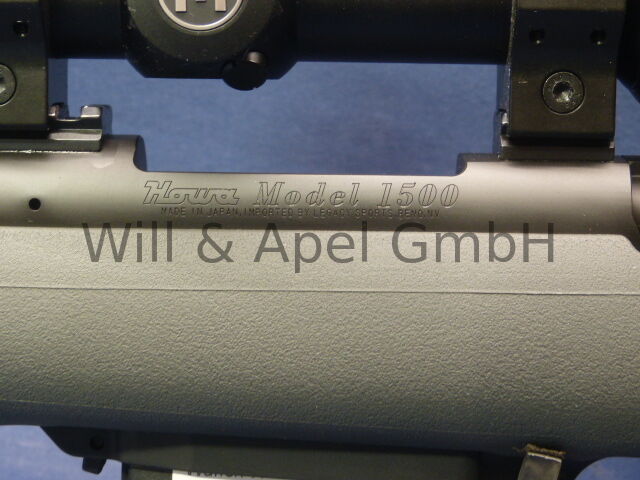 Howa Model 1500
MADE IN JAPAN, IMPORTED BY LEGACY SPORTS, RENO, NV
Will & Apel GmbH